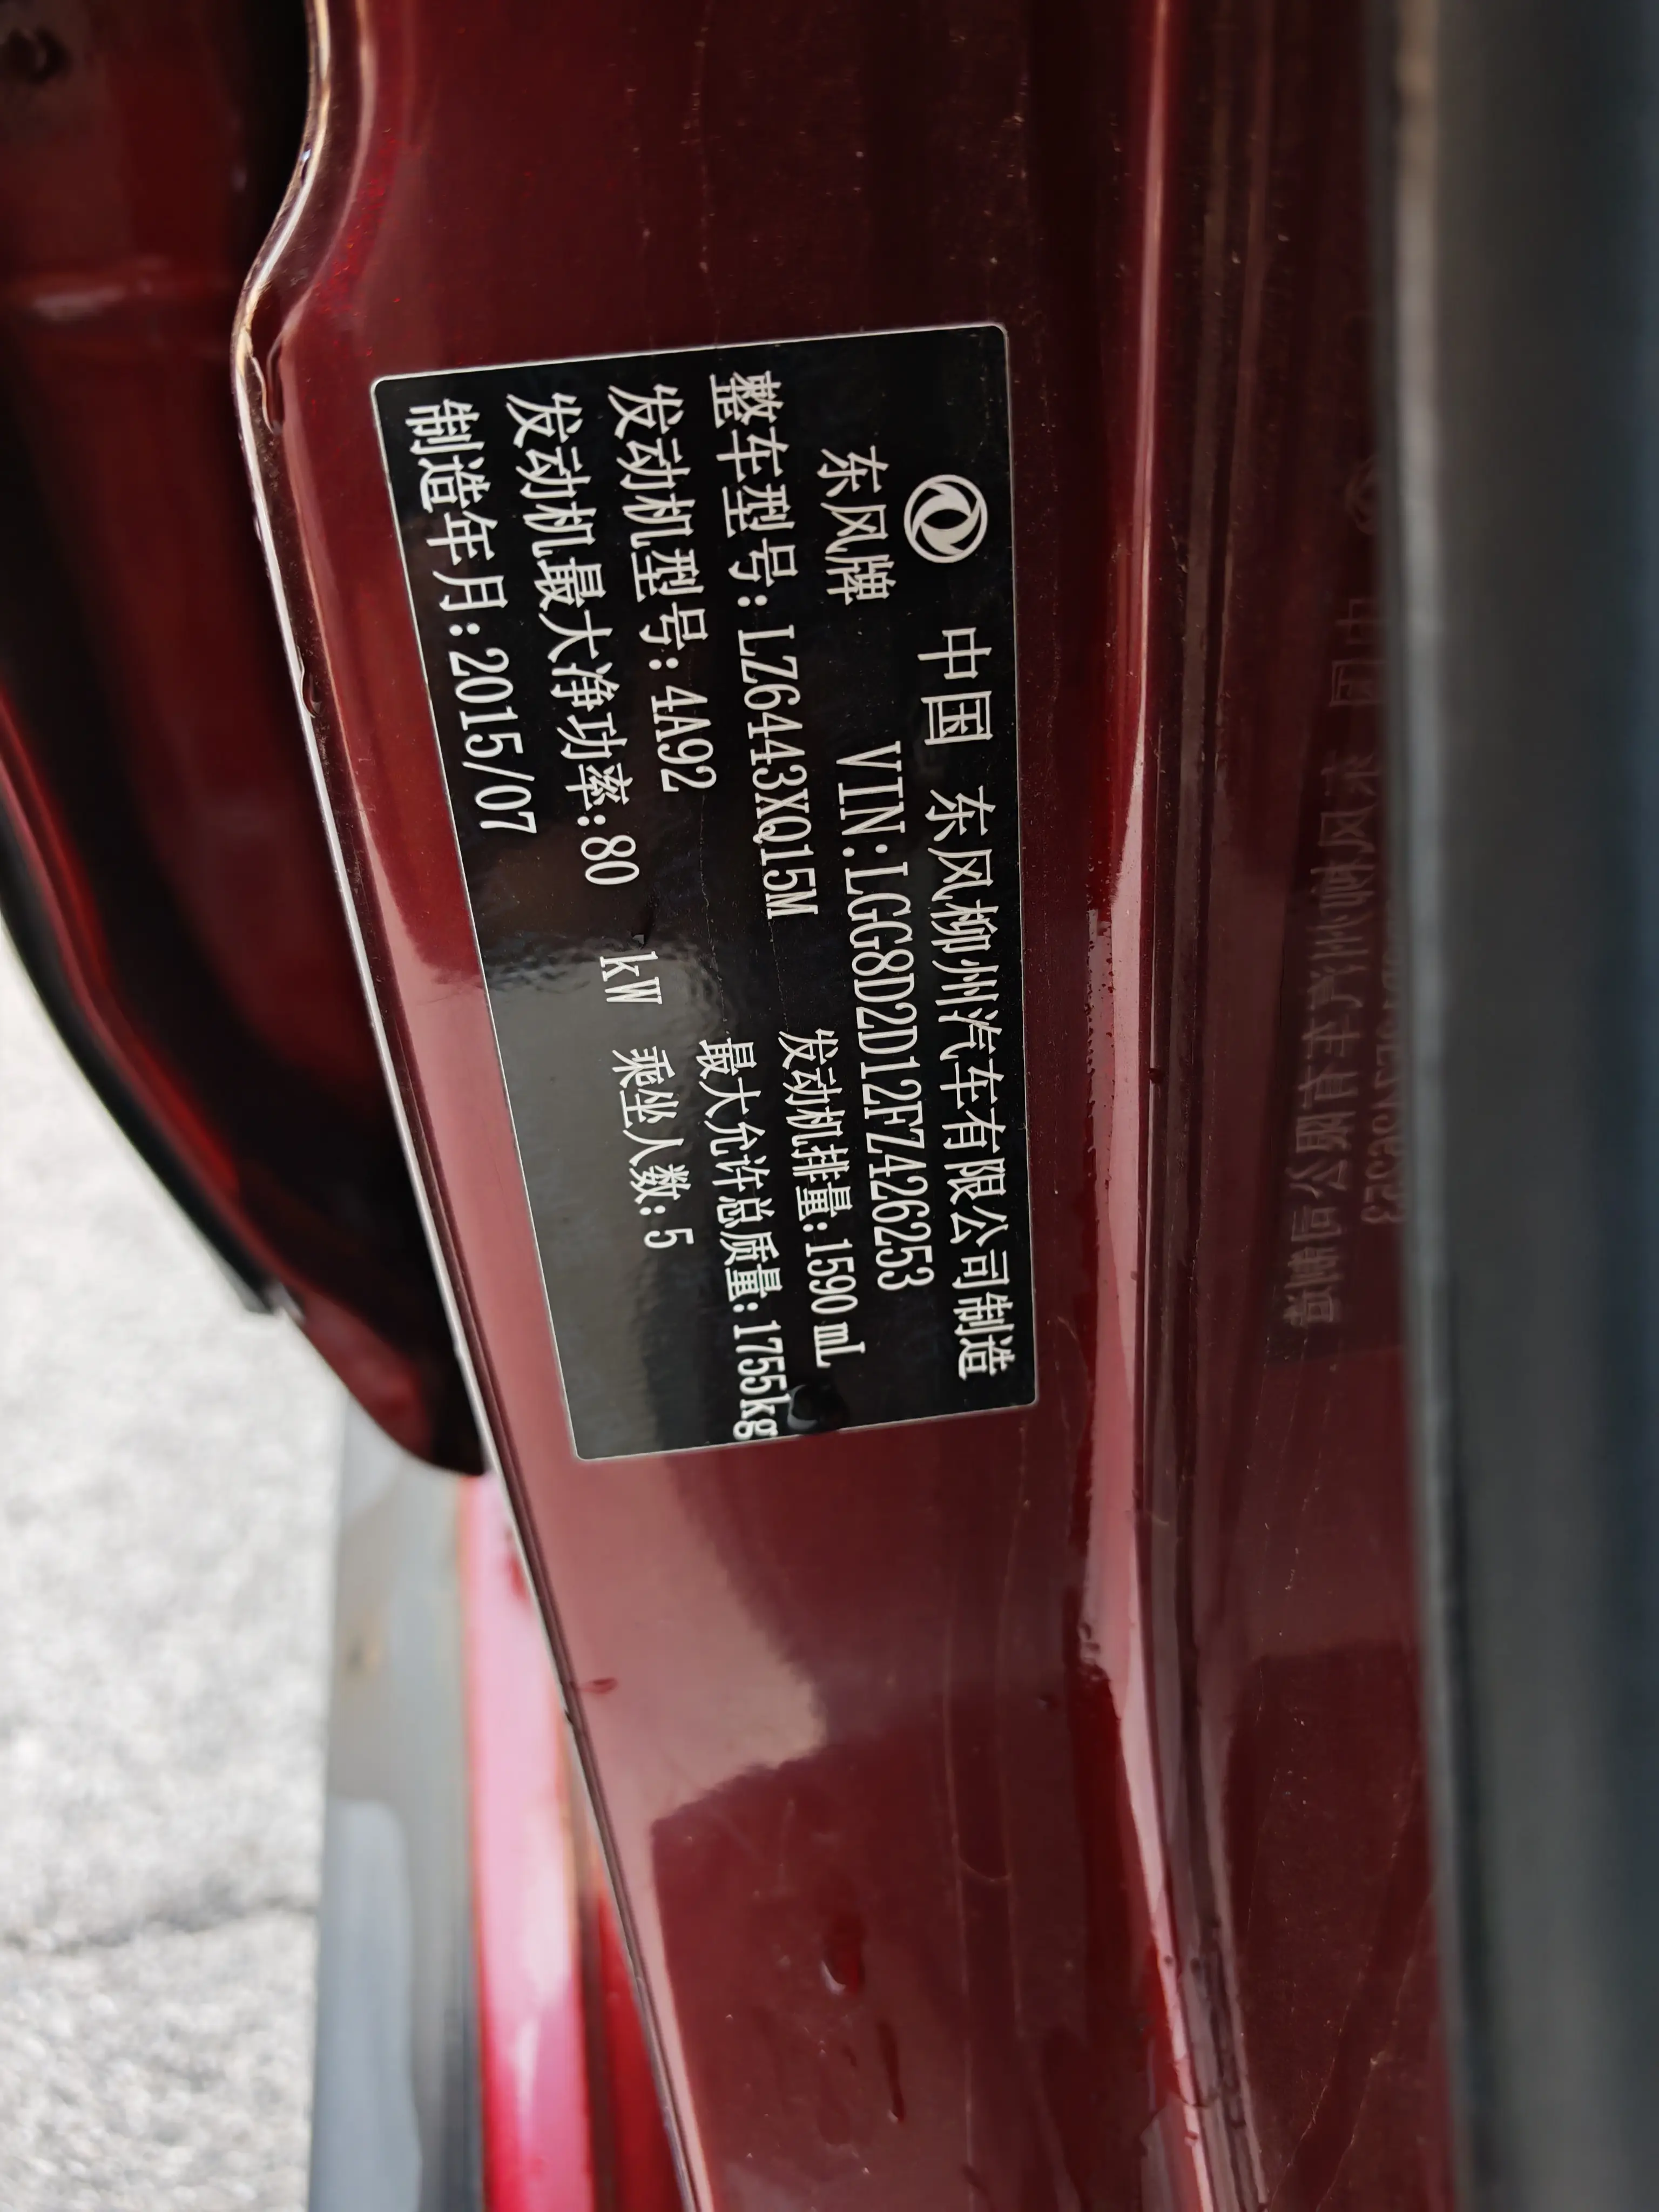 中国 东风柳州汽车有限公司制造
东风牌 VIN:LGG8D2D12FZ426253
整车型号:LZ6443XQ15M 发动机排量:1590mL
发动机型号:4A92 最大允许总质量:1755kg
发动机最大净功率:80 kW 乘坐人数:5
制造年月:2015/07